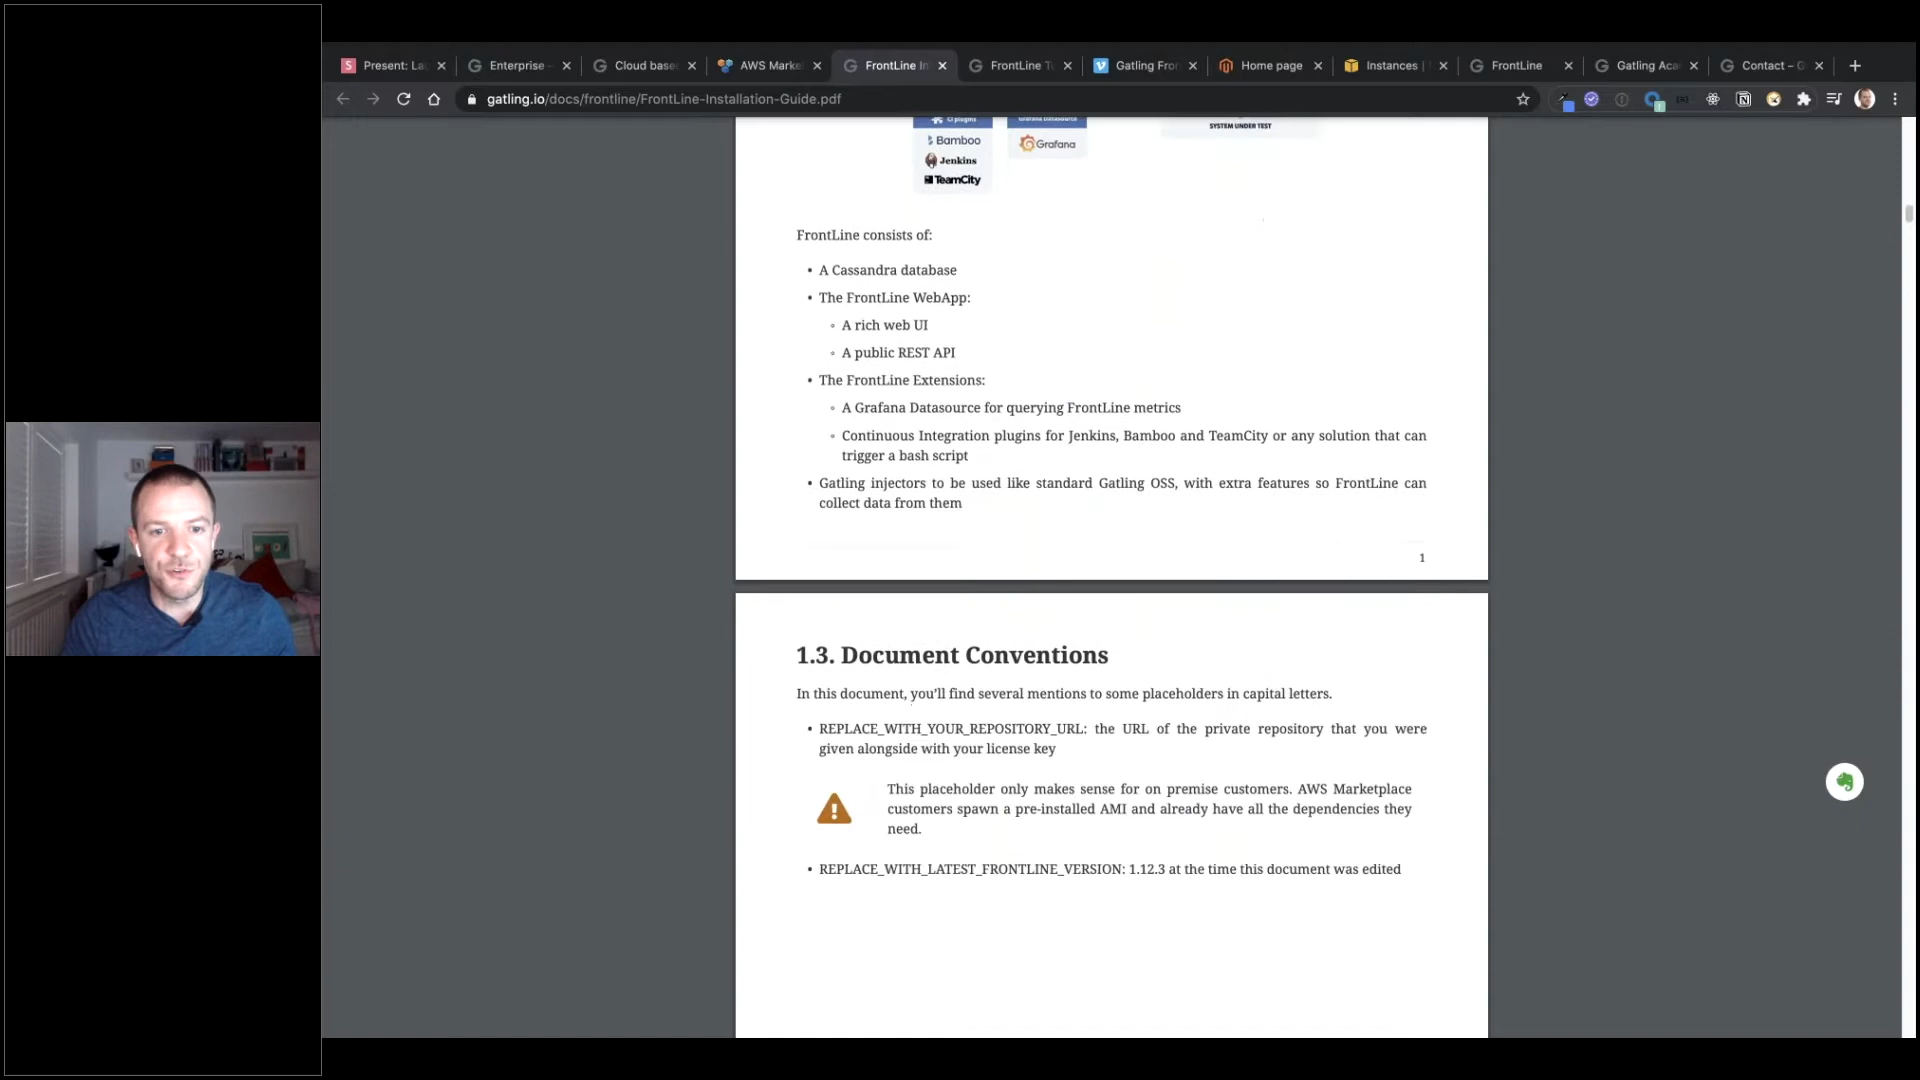 Present: La
Enterprise -
Cloud base
AWS Marke
FrontLine In
FrontLine Tu
Gatling Fron
Home page
Instances |
FrontLine
Gatling Aca
Contact – G
gatling.io/docs/frontline/FrontLine-Installation-Guide.pdf
CI plugins
Grafana Datasource
SYSTEM UNDER TEST
Bamboo
Grafana
Jenkins
TeamCity
FrontLine consists of:
• A Cassandra database
• The FrontLine WebApp:
◦ A rich web UI
◦ A public REST API
• The FrontLine Extensions:
◦ A Grafana Datasource for querying FrontLine metrics
◦ Continuous Integration plugins for Jenkins, Bamboo and TeamCity or any solution that can
trigger a bash script
• Gatling injectors to be used like standard Gatling OSS, with extra features so FrontLine can
collect data from them
1
1.3. Document Conventions
In this document, you’ll find several mentions to some placeholders in capital letters.
• REPLACE_WITH_YOUR_REPOSITORY_URL: the URL of the private repository that you were
given alongside with your license key
This placeholder only makes sense for on premise customers. AWS Marketplace
customers spawn a pre-installed AMI and already have all the dependencies they
need.
• REPLACE_WITH_LATEST_FRONTLINE_VERSION: 1.12.3 at the time this document was edited